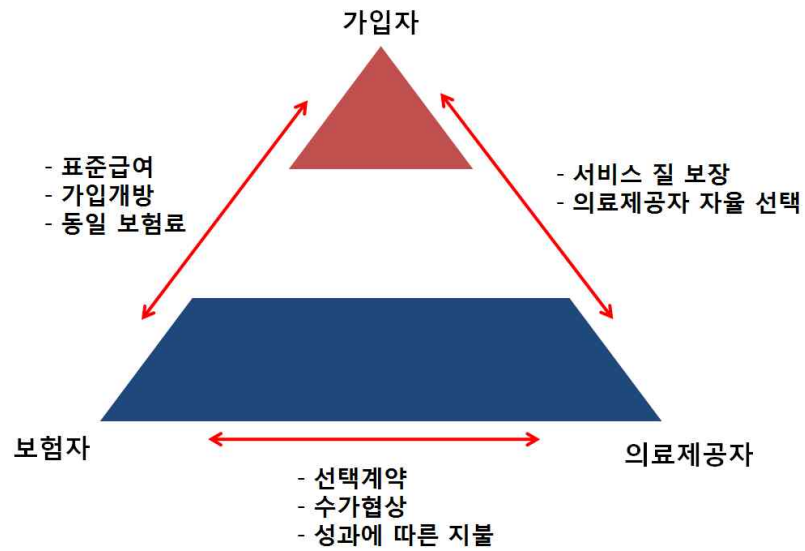 가입자
- 표준급여
- 가입개방
- 동일 보험료
- 서비스 질 보장
- 의료제공자 자율 선택
보험자
의료제공자
- 선택계약
- 수가협상
- 성과에 따른 지불